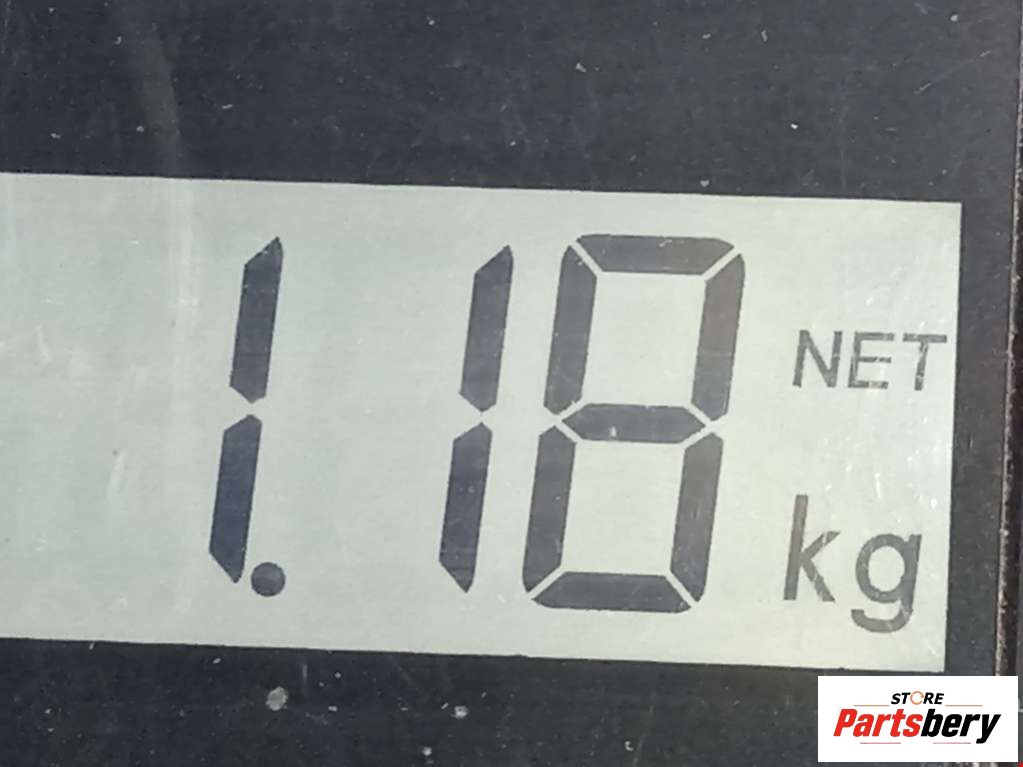 1.18
NET
kg
STORE
Partsbery